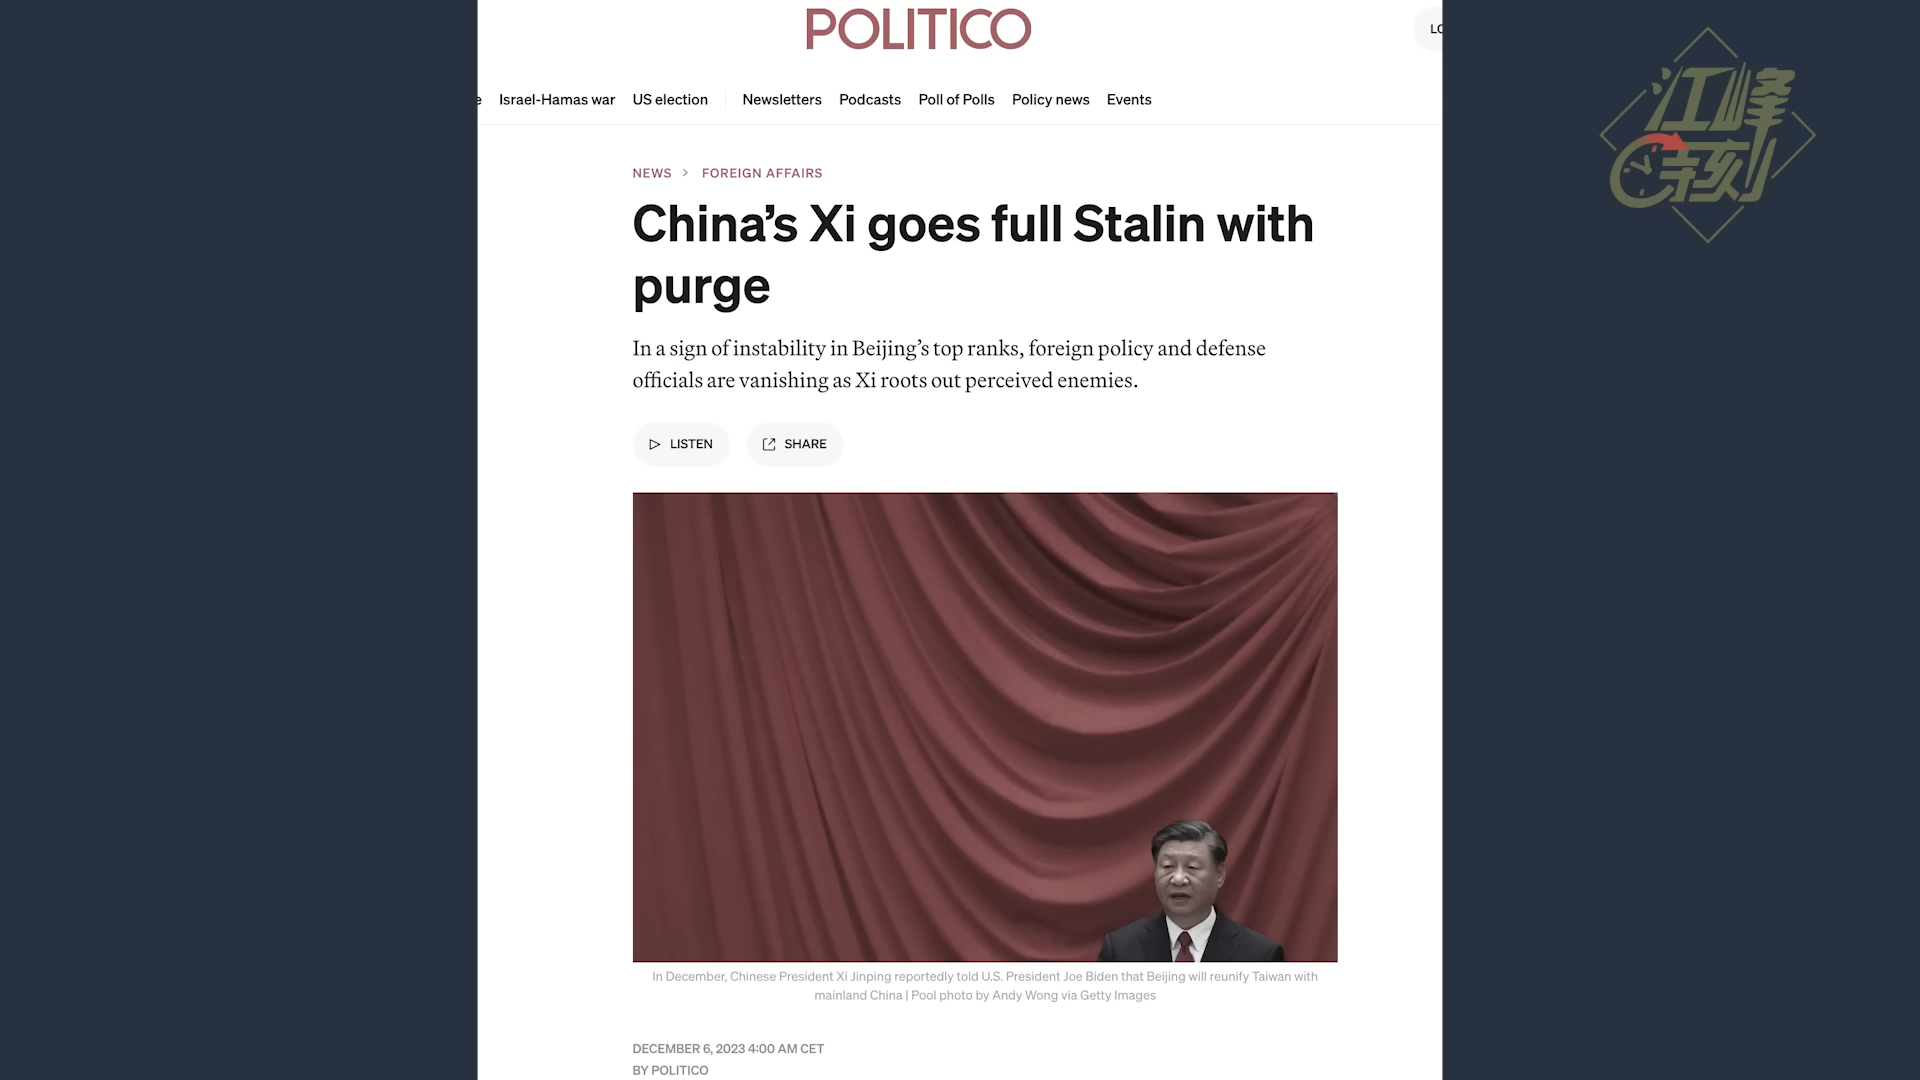 POLITICO
LO
e Israel-Hamas war US election Newsletters Podcasts Poll of Polls Policy news Events
江峰
时刻
NEWS > FOREIGN AFFAIRS
China’s Xi goes full Stalin with
purge
In a sign of instability in Beijing’s top ranks, foreign policy and defense
officials are vanishing as Xi roots out perceived enemies.
LISTEN SHARE
In December, Chinese President Xi Jinping reportedly told U.S. President Joe Biden that Beijing will reunify Taiwan with
mainland China | Pool photo by Andy Wong via Getty Images
DECEMBER 6, 2023 4:00 AM CET
BY POLITICO